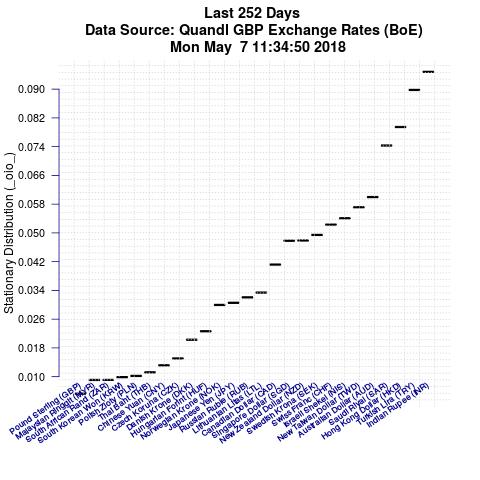 Last 252 Days
Data Source: Quandl GBP Exchange Rates (BoE)
Mon May  7 11:34:50 2018
Stationary Distribution (_oio_)
0.090
0.082
0.074
0.066
0.058
0.050
0.042
0.034
0.026
0.018
0.010
Pound Sterling (GBP)
Malaysian Ringgit (MYR)
South African Rand (ZAR)
South Korean Won (KRW)
Polish Zloty (PLN)
Thai Baht (THB)
Chinese Yuan (CNY)
Czech Koruna (CZK)
Danish Krone (DKK)
Hungarian Forint (HUF)
Norwegian Krone (NOK)
Japanese Yen (JPY)
Russian Ruble (RUB)
Lithuanian Litas (LTL)
Canadian Dollar (CAD)
Singapore Dollar (SGD)
New Zealand Dollar (NZD)
Swedish Krona (SEK)
Swiss Franc (CHF)
Israeli Shekel (NIS)
New Taiwan Dollar (TWD)
Australian Dollar (AUD)
Saudi Riyal (SAR)
Hong Kong Dollar (HKD)
Turkish Lira (TRY)
Indian Rupee (INR)